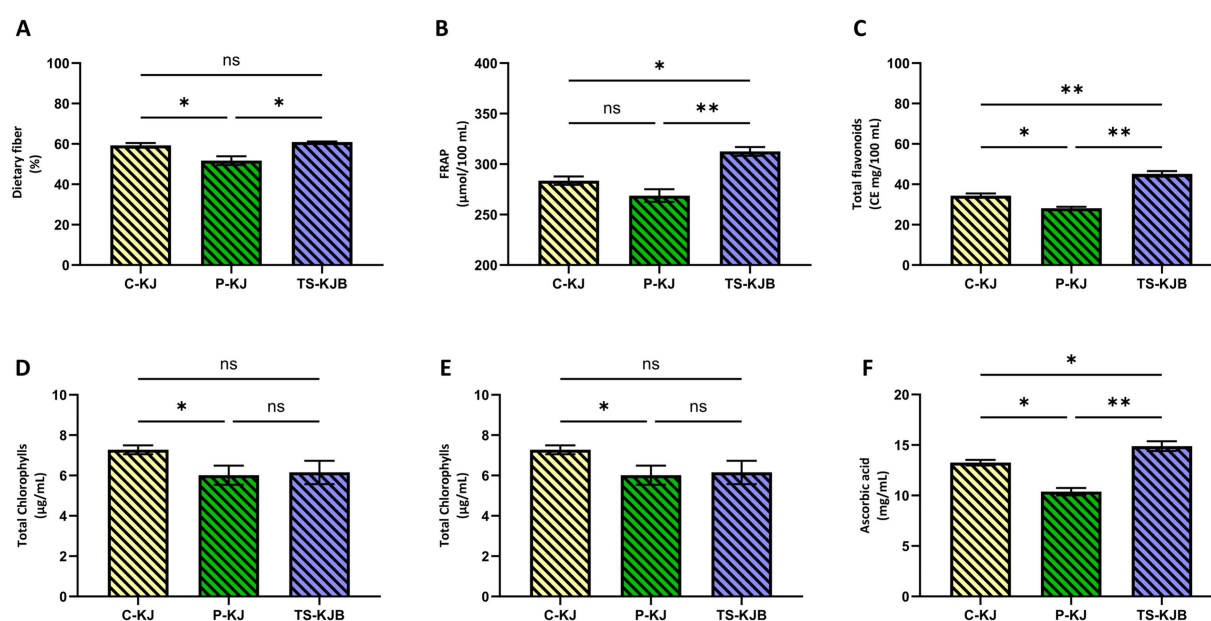 A
Dietary fiber
(%)
100
80
60
40
20
0
ns
*
*
C-KJ
P-KJ
TS-KJB
B
FRAP
(µmol/100 mL)
400
350
300
250
200
*
ns
**
C-KJ
P-KJ
TS-KJB
C
Total flavonoids
(CE mg/100 mL)
100
80
60
40
20
0
**
*
**
C-KJ
P-KJ
TS-KJB
D
Total Chlorophylls
(µg/mL)
10
8
6
4
2
0
ns
*
ns
C-KJ
P-KJ
TS-KJB
E
Total Chlorophylls
(µg/mL)
10
8
6
4
2
0
ns
*
ns
C-KJ
P-KJ
TS-KJB
F
Ascorbic acid
(mg/mL)
20
15
10
5
0
*
*
**
C-KJ
P-KJ
TS-KJB